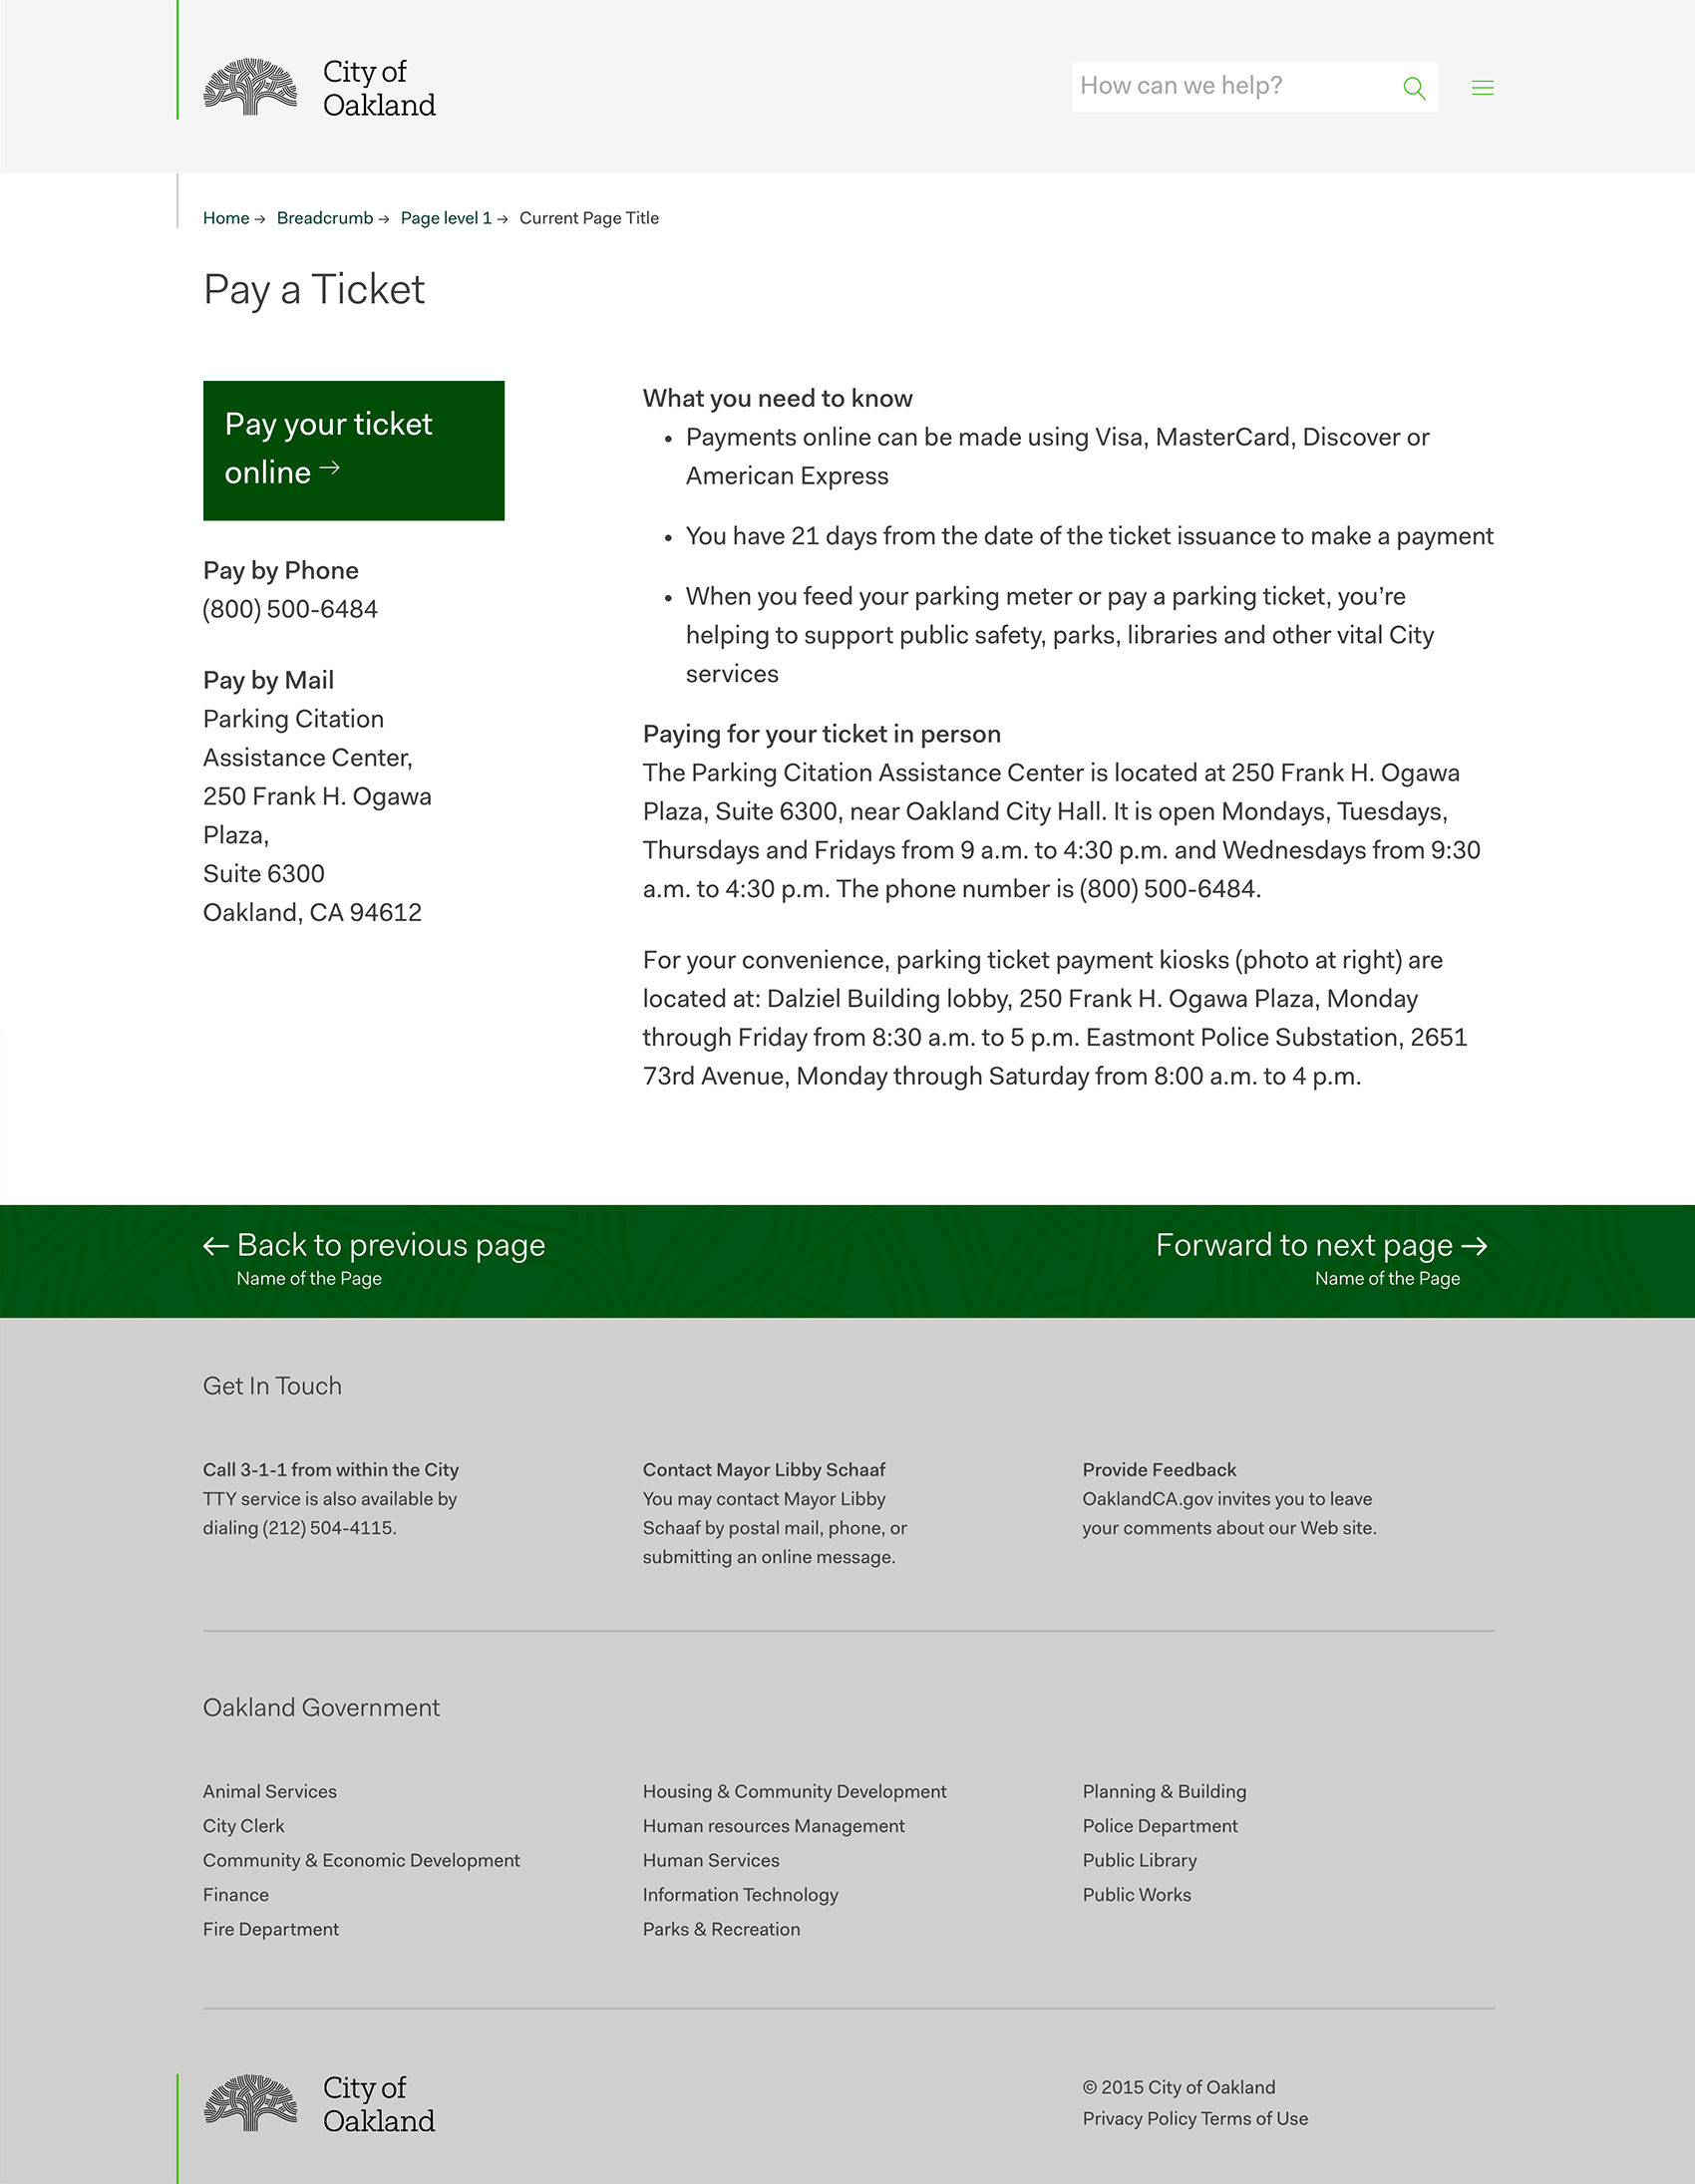 City of
Oakland
How can we help?
Home → Breadcrumb → Page level 1 → Current Page Title
Pay a Ticket
Pay your ticket
online →
Pay by Phone
(800) 500-6484
Pay by Mail
Parking Citation
Assistance Center,
250 Frank H. Ogawa
Plaza,
Suite 6300
Oakland, CA 94612
What you need to know
• Payments online can be made using Visa, MasterCard, Discover or
American Express
• You have 21 days from the date of the ticket issuance to make a payment
• When you feed your parking meter or pay a parking ticket, you’re
helping to support public safety, parks, libraries and other vital City
services
Paying for your ticket in person
The Parking Citation Assistance Center is located at 250 Frank H. Ogawa
Plaza, Suite 6300, near Oakland City Hall. It is open Mondays, Tuesdays,
Thursdays and Fridays from 9 a.m. to 4:30 p.m. and Wednesdays from 9:30
a.m. to 4:30 p.m. The phone number is (800) 500-6484.
For your convenience, parking ticket payment kiosks (photo at right) are
located at: Dalziel Building lobby, 250 Frank H. Ogawa Plaza, Monday
through Friday from 8:30 a.m. to 5 p.m. Eastmont Police Substation, 2651
73rd Avenue, Monday through Saturday from 8:00 a.m. to 4 p.m.
← Back to previous page
Name of the Page
Forward to next page →
Name of the Page
Get In Touch
Call 3-1-1 from within the City
TTY service is also available by
dialing (212) 504-4115.
Contact Mayor Libby Schaaf
You may contact Mayor Libby
Schaaf by postal mail, phone, or
submitting an online message.
Provide Feedback
OaklandCA.gov invites you to leave
your comments about our Web site.
Oakland Government
Animal Services
City Clerk
Community & Economic Development
Finance
Fire Department
Housing & Community Development
Human resources Management
Human Services
Information Technology
Parks & Recreation
Planning & Building
Police Department
Public Library
Public Works
City of
Oakland
© 2015 City of Oakland
Privacy Policy Terms of Use